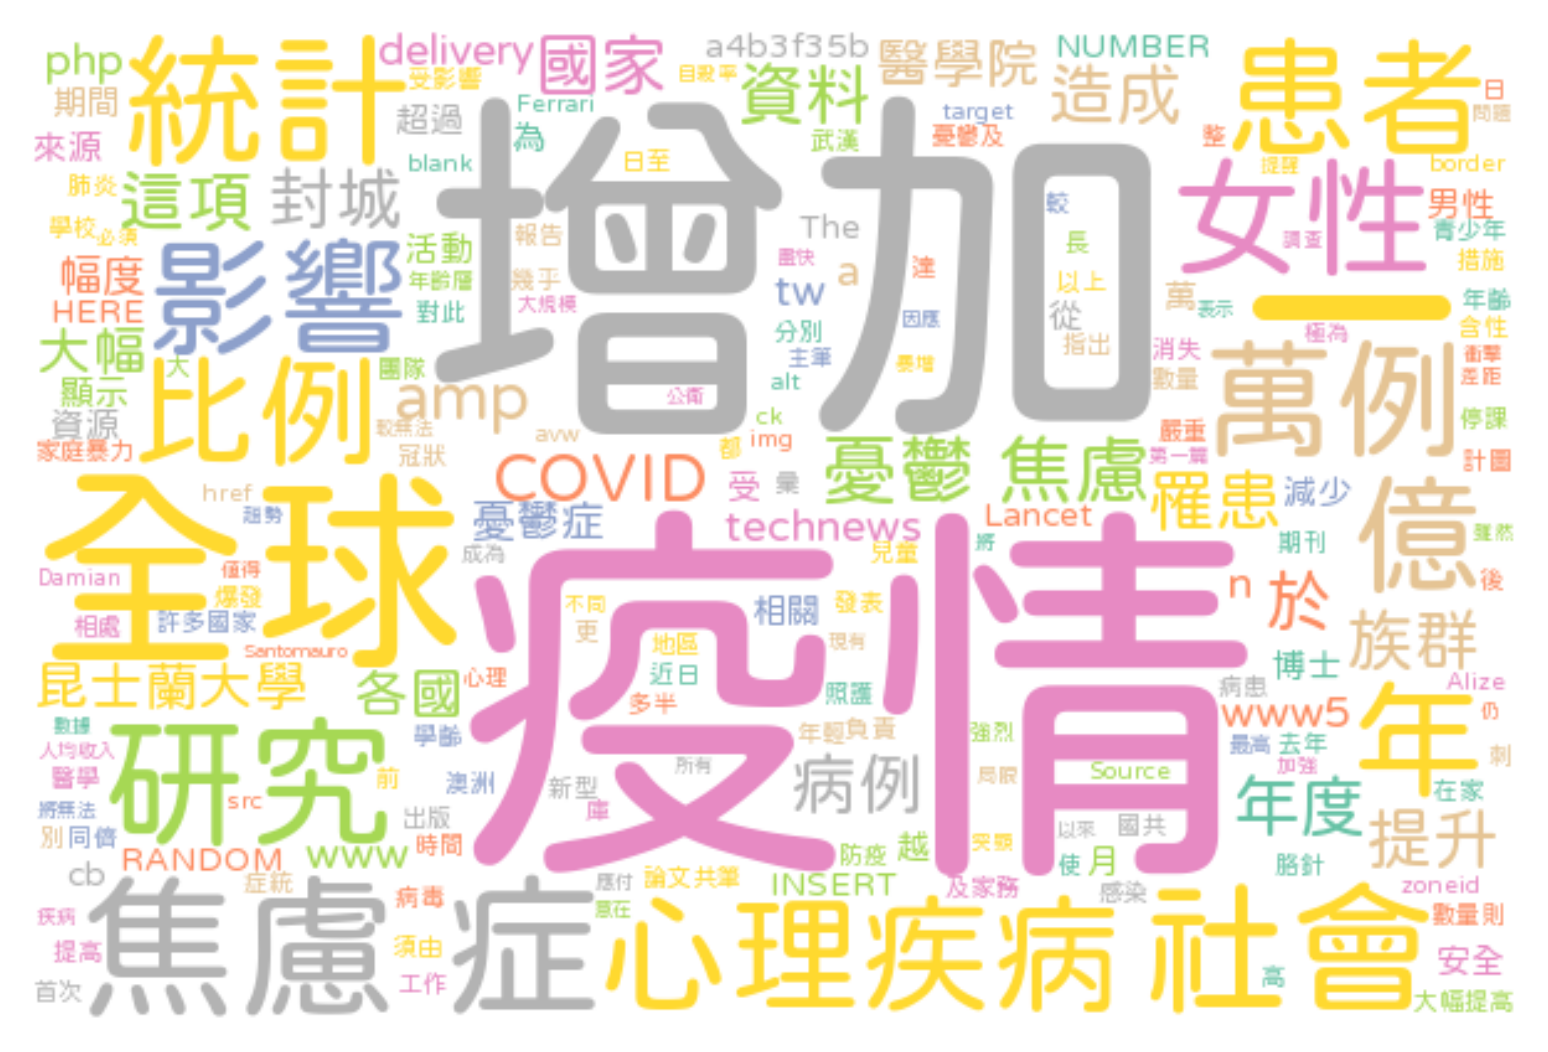 php
統計
delivery
國家
a4b3f35b
醫學院
NUMBER
患者
期間
受影響
自殺率
資料
造成
日
問題
來源
超過
Ferrari
為
武漢
target
憂鬱及
整
blank
日至
增加
提醒
border
肺炎
這項
封城
較
女性
男性
學校
必須
活動
報告
The
長
調查
青少年
影響
幅度
年齡層
幾乎
盡快
a
達
以上
措施
HERE
對此
大規模
tw
因應
從
萬
表示
一
年齡
大幅
分別
指出
極為
含性
大
團隊
主筆
暴增
消失
萬例
衝擊
顯示
比例
amp
公衛
alt
數量
差距
資源
較無法
avw
ck
停課
家庭暴力
冠狀
都
img
憂鬱
焦慮
嚴重
第一篇
計圖
COVID
受
彙
罹患
減少
href
全球
趨勢
憂鬱症
technews
Lancet
億
成為
兒童
將
期刊
雖然
Damian
值得
疫情
n
於
後
爆發
不同
相關
發表
相處
許多國家
更
地區
現有
族群
Santomauro
博士
昆士蘭大學
各國
心理
近日
照護
病患
Alize
多半
www5
年
仍
數據
研究
學齡
年輕
負責
強烈
最高
去年
人均收入
所有
加強
刺
醫學
前
澳洲
新型
病例
局限
Source
年度
在家
將無法
src
庫
別
同儕
出版
以來
國共
提升
RANDOM
www
時間
防疫
越
突顯
使
月
胳針
cb
症統
應付
論文共筆
INSERT
及家務
感染
zoneid
疾病
焦慮症
病毒
意在
心理疾病
社會
數量則
提高
須由
安全
首次
工作
高
大幅提高